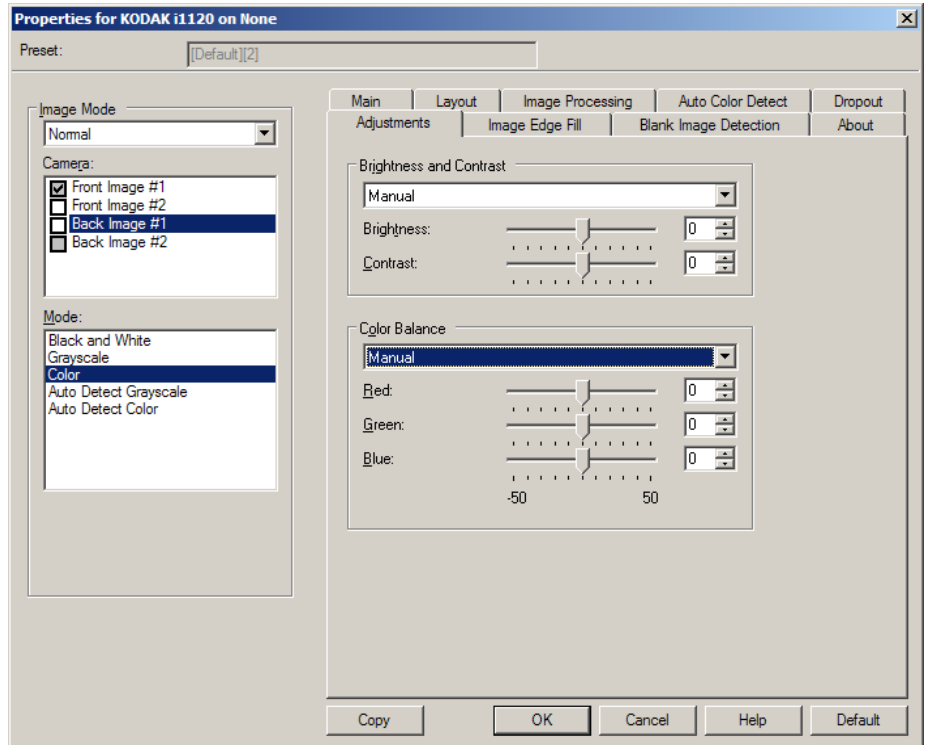 Properties for KODAK i1120 on None
Preset:
[Default][2]
Image Mode
Normal
Camera:
Front Image #1
Front Image #2
Back Image #1
Back Image #2
Mode:
Black and White
Grayscale
Color
Auto Detect Grayscale
Auto Detect Color
Main
Layout
Image Processing
Auto Color Detect
Dropout
Adjustments
Image Edge Fill
Blank Image Detection
About
Brightness and Contrast
Manual
Brightness:
0
Contrast:
0
Color Balance
Manual
Red:
0
Green:
0
Blue:
0
-50
50
Copy
OK
Cancel
Help
Default